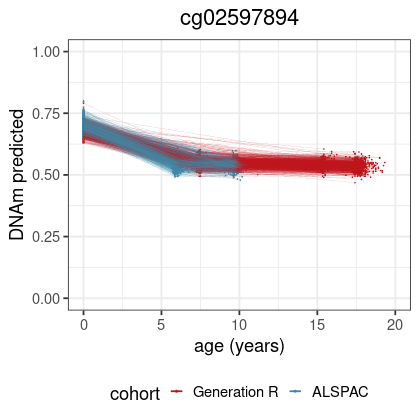 cg02597894
DNAm predicted
1.00
0.75
0.50
0.25
0.00
0 5 10 15 20
age (years)
cohort Generation R ALSPAC